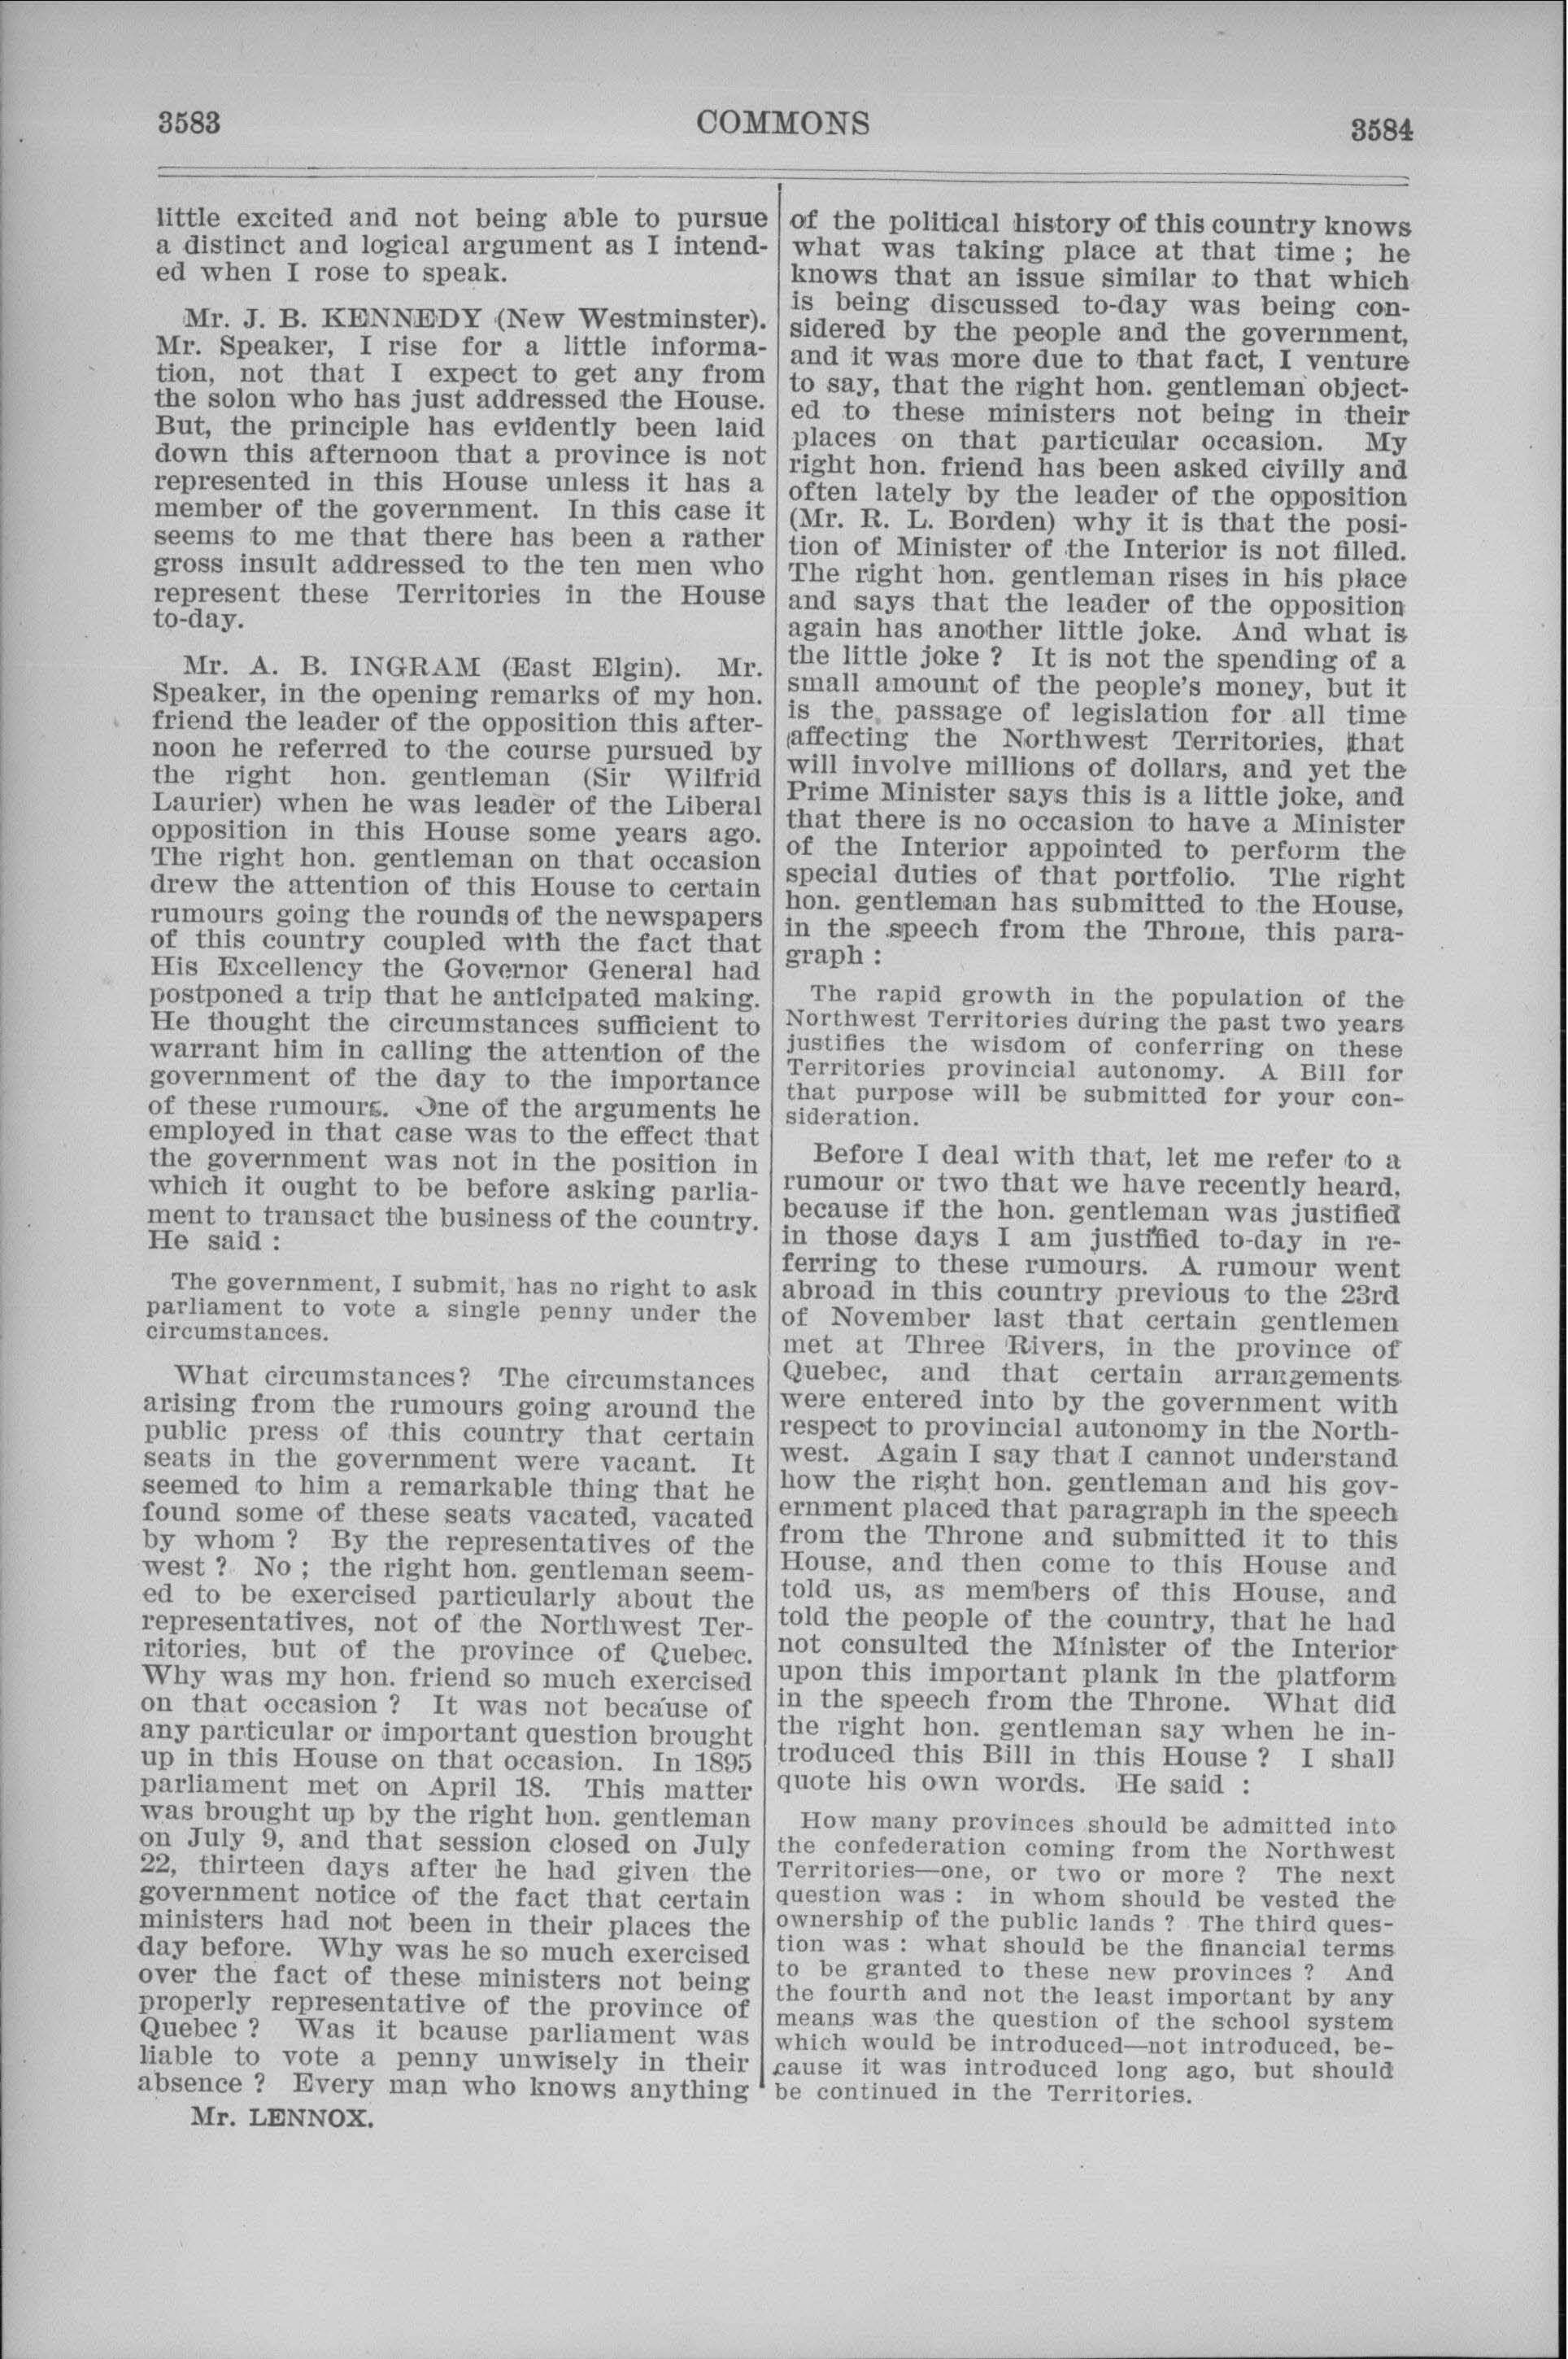 3583
COMMONS
3584
little excited and not being able to pursue
a distinct and logical argument as I intend-
ed when I rose to speak.
Mr. J. B. KENNEDY (New Westminster).
Mr. Speaker, I rise for a little informa-
tion, not that I expect to get any from
the solon who has just addressed the House.
But, the principle has evidently been laid
down this afternoon that a province is not
represented in this House unless it has a
member of the government. In this case it
seems to me that there has been a rather
gross insult addressed to the ten men who
represent these Territories in the House
to-day.
Mr. A. B. INGRAM (East Elgin). Mr.
Speaker, in the opening remarks of my hon.
friend the leader of the opposition this after-
noon he referred to the course pursued by
the right hon. gentleman (Sir Wilfrid
Laurier) when he was leader of the Liberal
opposition in this House some years ago.
The right hon. gentleman on that occasion
drew the attention of this House to certain
rumours going the rounds of the newspapers
of this country coupled with the fact that
His Excellency the Governor General had
postponed a trip that he anticipated making.
He thought the circumstances sufficient to
warrant him in calling the attention of the
government of the day to the importance
of these rumours. One of the arguments he
employed in that case was to the effect that
the government was not in the position in
which it ought to be before asking parlia-
ment to transact the business of the country.
He said :
The government, I submit, has no right to ask
parliament to vote a single penny under the
circumstances.
What circumstances? The circumstances
arising from the rumours going around the
public press of this country that certain
seats in the government were vacant. It
seemed to him a remarkable thing that he
found some of these seats vacated, vacated
by whom ? By the representatives of the
west ? No ; the right hon. gentleman seem-
ed to be exercised particularly about the
representatives, not of the Northwest Ter-
ritories, but of the province of Quebec.
Why was my hon. friend so much exercised
on that occasion ? It was not because of
any particular or important question brought
up in this House on that occasion. In 1895
parliament met on April 18. This matter
was brought up by the right hon. gentleman
on July 9, and that session closed on July
22, thirteen days after he had given the
government notice of the fact that certain
ministers had not been in their places the
day before. Why was he so much exercised
over the fact of these ministers not being
properly representative of the province of
Quebec ? Was it bcause parliament was
liable to vote a penny unwisely in their
absence ? Every man who knows anything
Mr. LENNOX.
of the political history of this country knows
what was taking place at that time ; he
knows that an issue similar to that which
is being discussed to-day was being con-
sidered by the people and the government,
and it was more due to that fact, I venture
to say, that the right hon. gentleman object-
ed to these ministers not being in their
places on that particular occasion. My
right hon. friend has been asked civilly and
often lately by the leader of the opposition
(Mr. R. L. Borden) why it is that the posi-
tion of Minister of the Interior is not filled.
The right hon. gentleman rises in his place
and says that the leader of the opposition
again has another little joke. And what is
the little joke ? It is not the spending of a
small amount of the people's money, but it
is the passage of legislation for all time
affecting the Northwest Territories, that
will involve millions of dollars, and yet the
Prime Minister says this is a little joke, and
that there is no occasion to have a Minister
of the Interior appointed to perform the
special duties of that portfolio. The right
hon. gentleman has submitted to the House,
in the speech from the Throne, this para-
graph :
The rapid growth in the population of the
Northwest Territories during the past two years
justifies the wisdom of conferring on these
Territories provincial autonomy. A Bill for
that purpose will be submitted for your con-
sideration.
Before I deal with that, let me refer to a
rumour or two that we have recently heard,
because if the hon. gentleman was justified
in those days I am justified to-day in re-
ferring to these rumours. A rumour went
abroad in this country previous to the 23rd
of November last that certain gentlemen
met at Three Rivers, in the province of
Quebec, and that certain arrangements
were entered into by the government with
respect to provincial autonomy in the North-
west. Again I say that I cannot understand
how the right hon. gentleman and his gov-
ernment placed that paragraph in the speech
from the Throne and submitted it to this
House, and then come to this House and
told us, as members of this House, and
told the people of the country, that he had
not consulted the Minister of the Interior
upon this important plank in the platform
in the speech from the Throne. What did
the right hon. gentleman say when he in-
troduced this Bill in this House ? I shall
quote his own words. He said :
How many provinces should be admitted into
the confederation coming from the Northwest
Territories—one, or two or more ? The next
question was : in whom should be vested the
ownership of the public lands ? The third ques-
tion was : what should be the financial terms
to be granted to these new provinces ? And
the fourth and not the least important by any
means was the question of the school system
which would be introduced—not introduced, be-
cause it was introduced long ago, but should
be continued in the Territories.